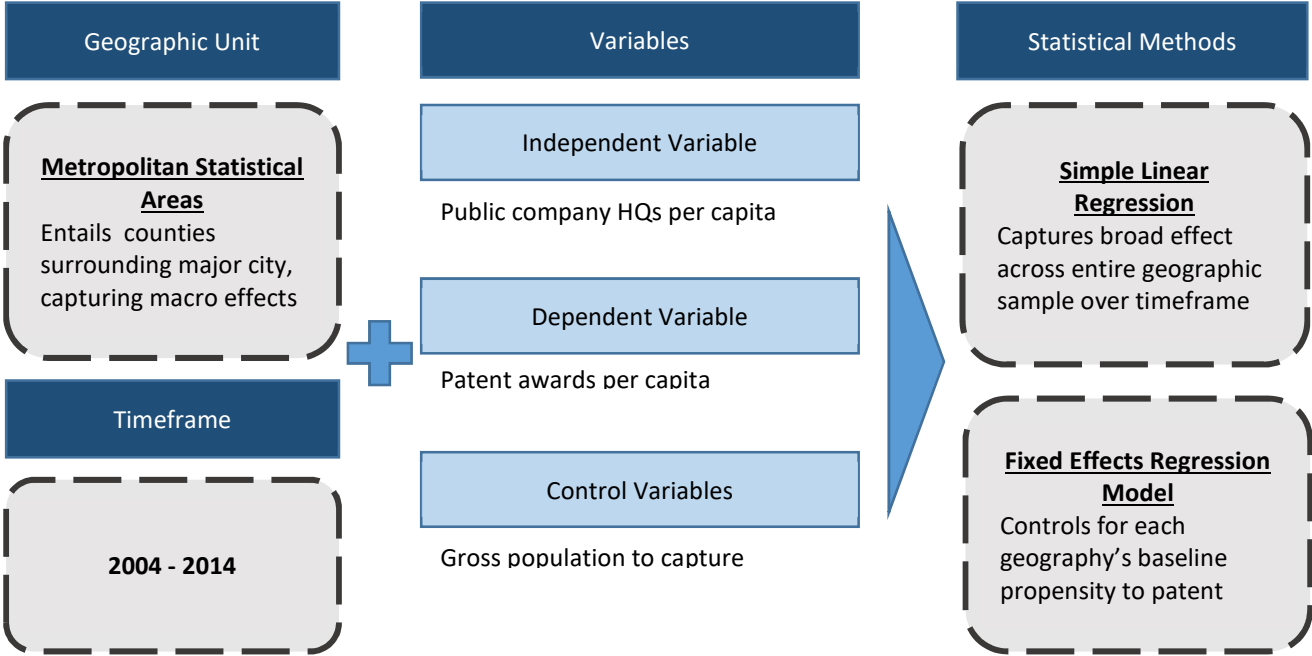 Geographic Unit
Metropolitan Statistical
Areas
Entails counties
surrounding major city,
capturing macro effects
Timeframe
2004 - 2014
Variables
Independent Variable
Public company HQs per capita
Dependent Variable
Patent awards per capita
Control Variables
Gross population to capture
Statistical Methods
Simple Linear
Regression
Captures broad effect
across entire geographic
sample over timeframe
Fixed Effects Regression
Model
Controls for each
geography’s baseline
propensity to patent